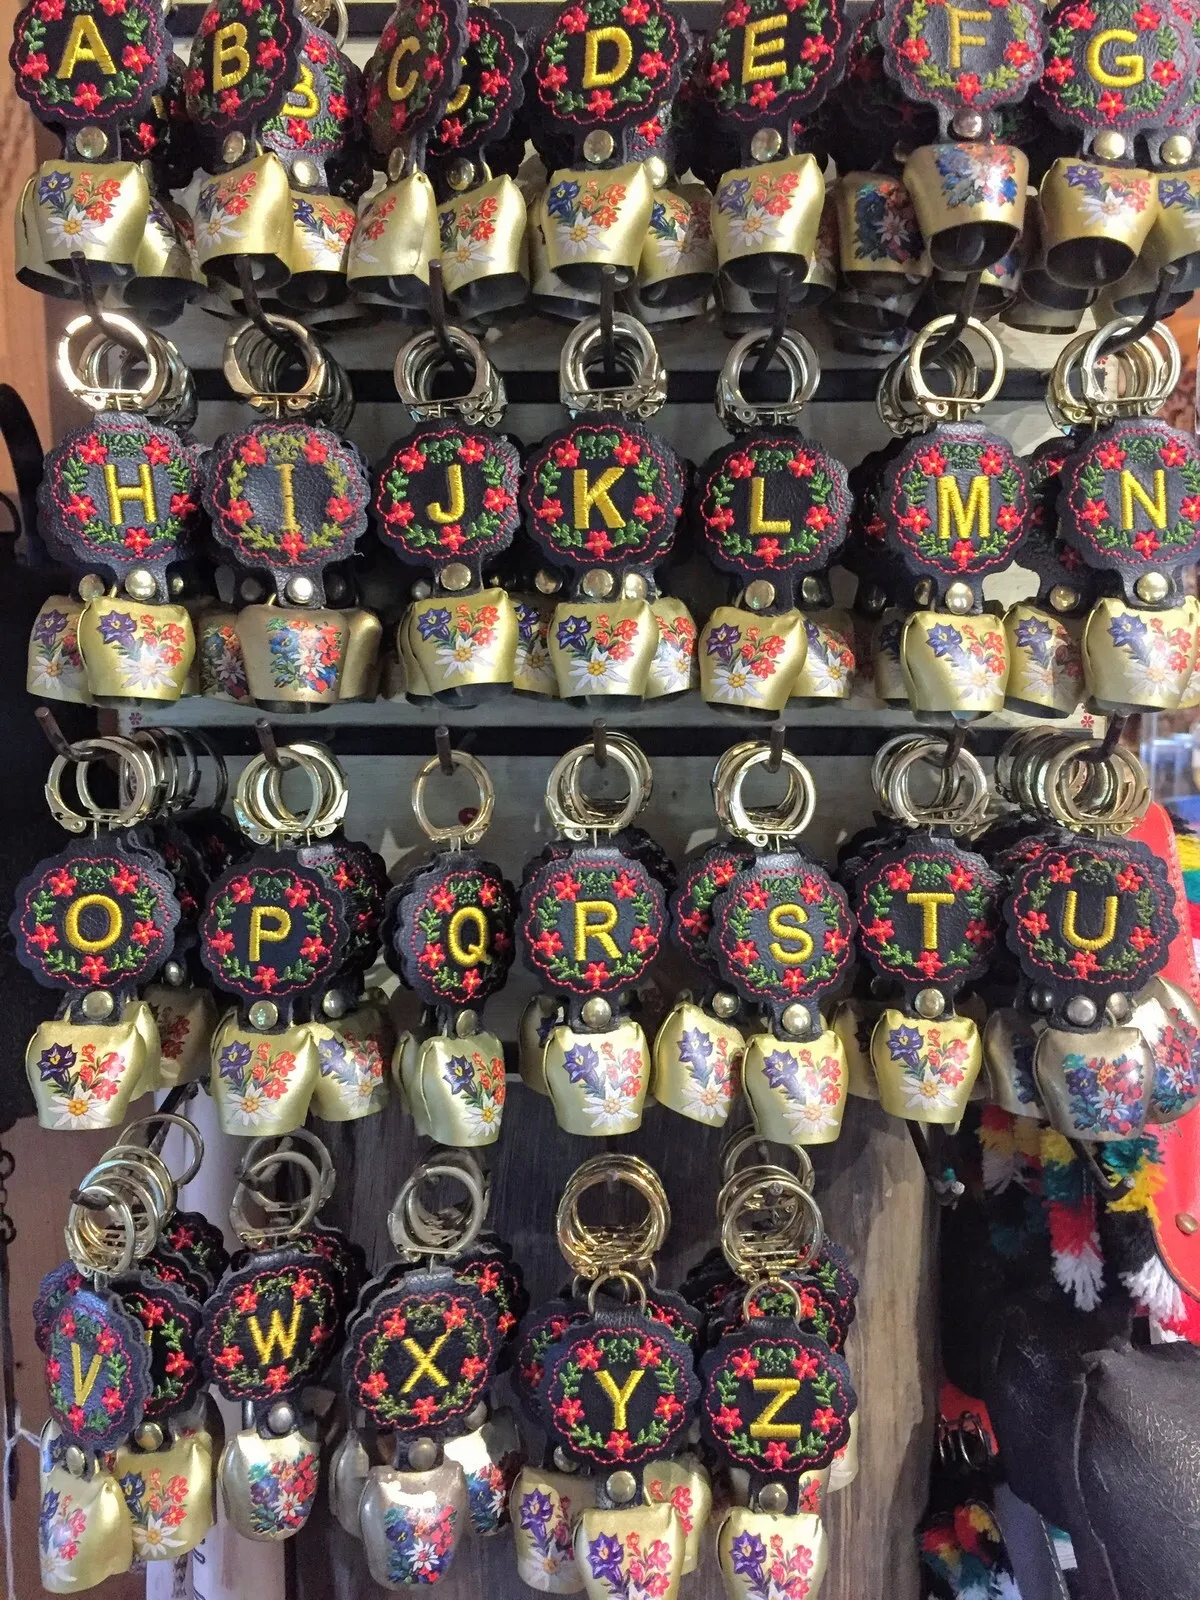 A B C D E F G
H I J K L M N
O P Q R S T U
V W X Y Z